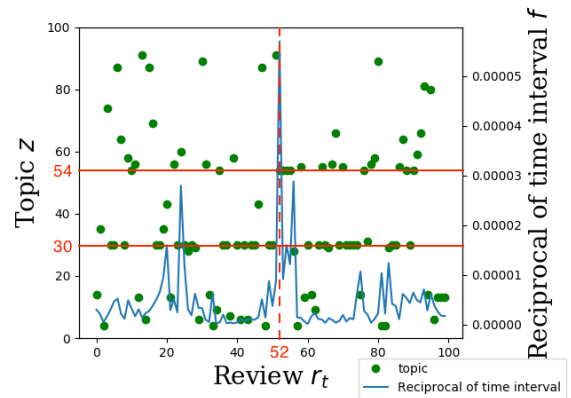 100
80
60
54
40
30
20
0
Topic z
0.00005
0.00004
0.00003
0.00002
0.00001
0.00000
Reciprocal of time interval f
0 20 40 52 60 80 100
Review r_t
topic
Reciprocal of time interval